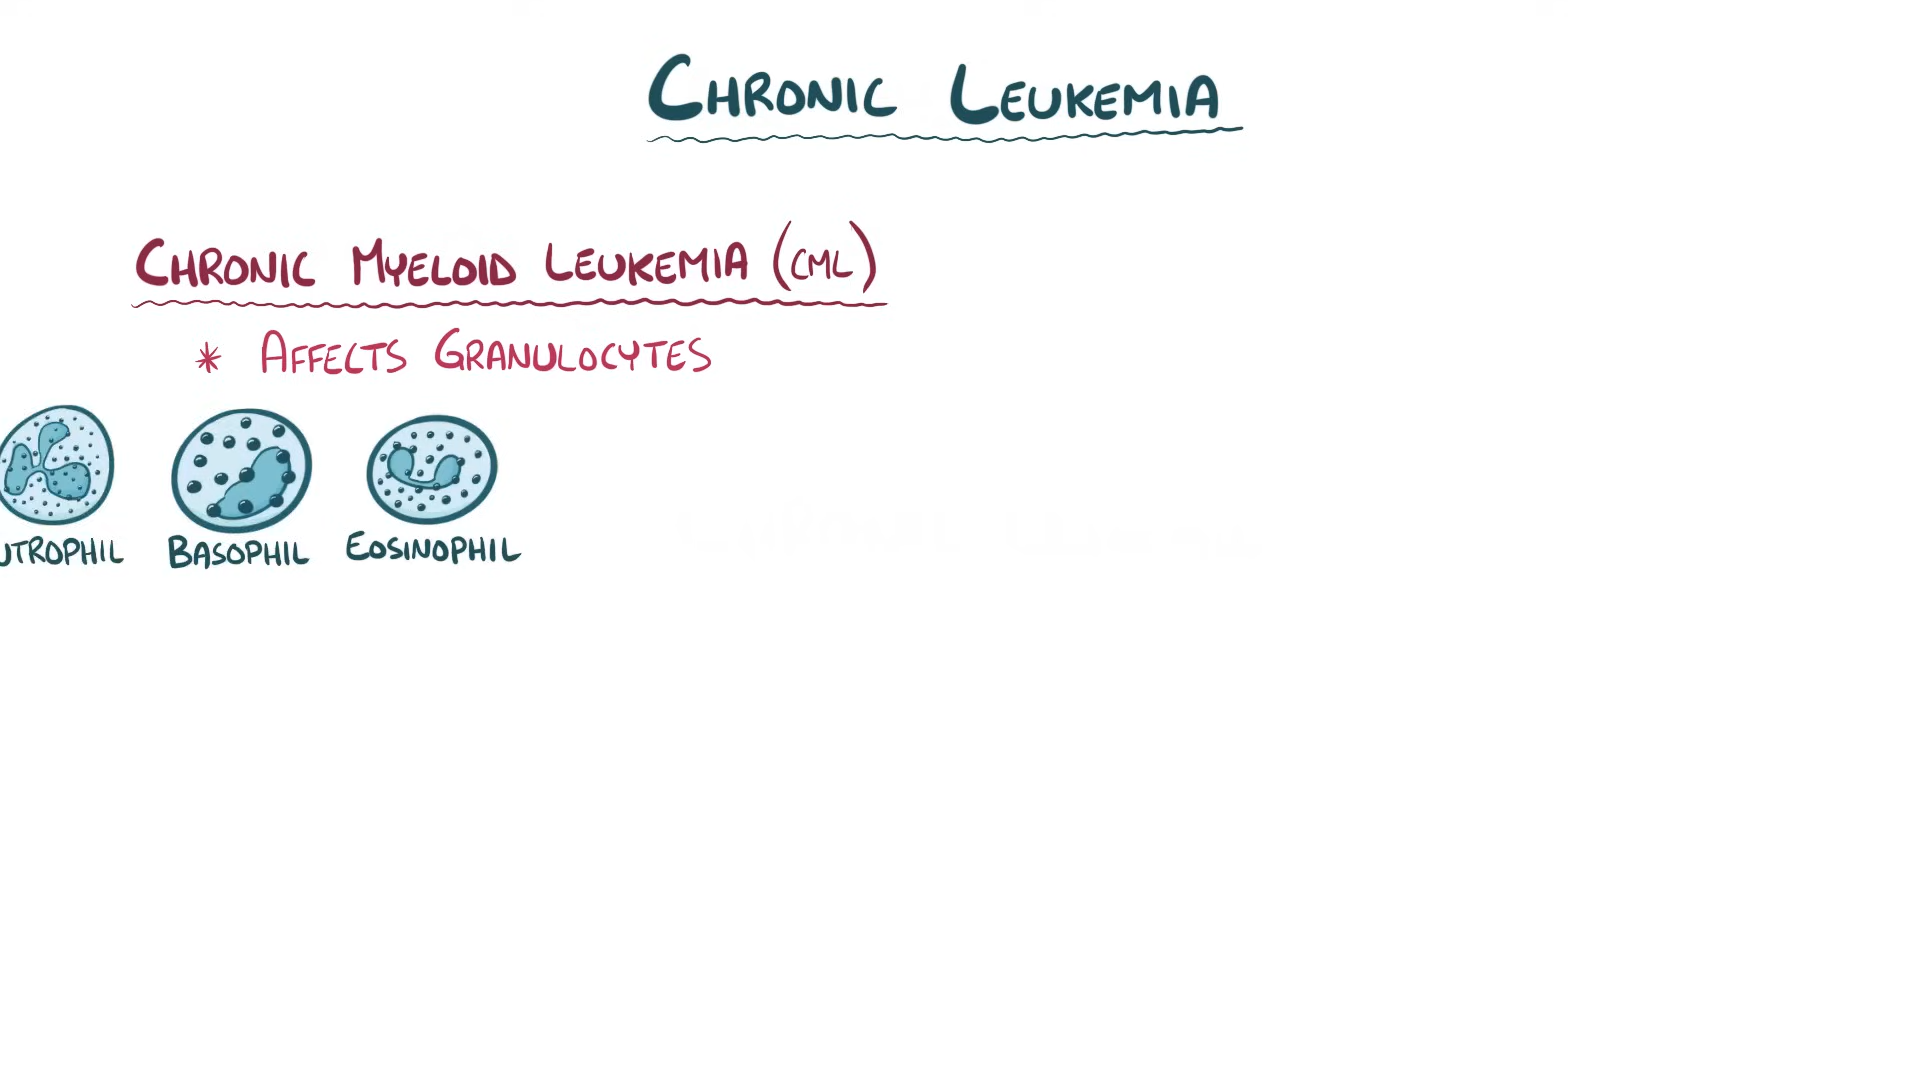 CHRONIC LEUKEMIA
CHRONIC MYELOID LEUKEMIA (CML)
* AFFECTS GRANULOCYTES
UTROPHIL BASOPHIL EOSINOPHIL